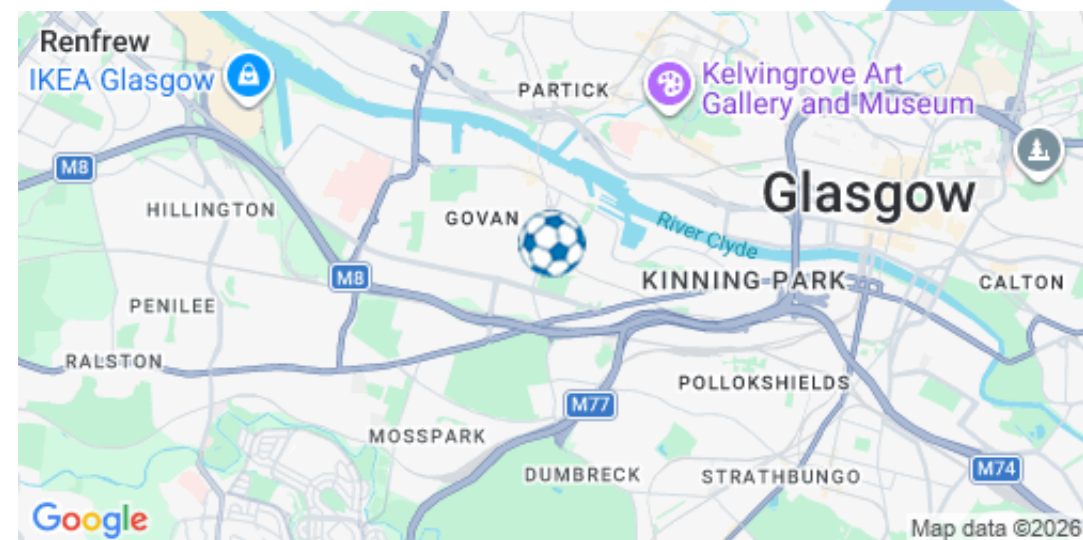 Renfrew
IKEA Glasgow
PARTICK
Kelvingrove Art
Gallery and Museum
M8
HILLINGTON
GOVAN
Glasgow
River Clyde
M8
KINNING PARK
CALTON
PENILEE
RALSTON
POLLOKSHIELDS
M77
MOSSPARK
DUMBRECK
STRATHBUNGO
M74
Google
Map data ©2026